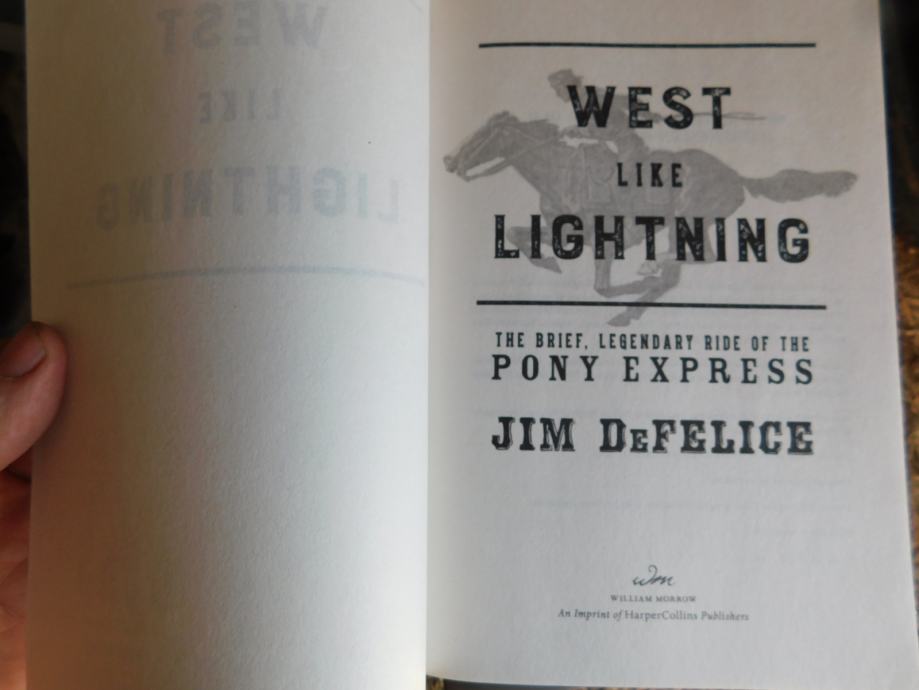 WEST
LIKE
LIGHTNING
THE BRIEF, LEGENDARY RIDE OF THE
PONY EXPRESS
JIM DeFELICE
wm
WILLIAM MORROW
An Imprint of HarperCollins Publishers